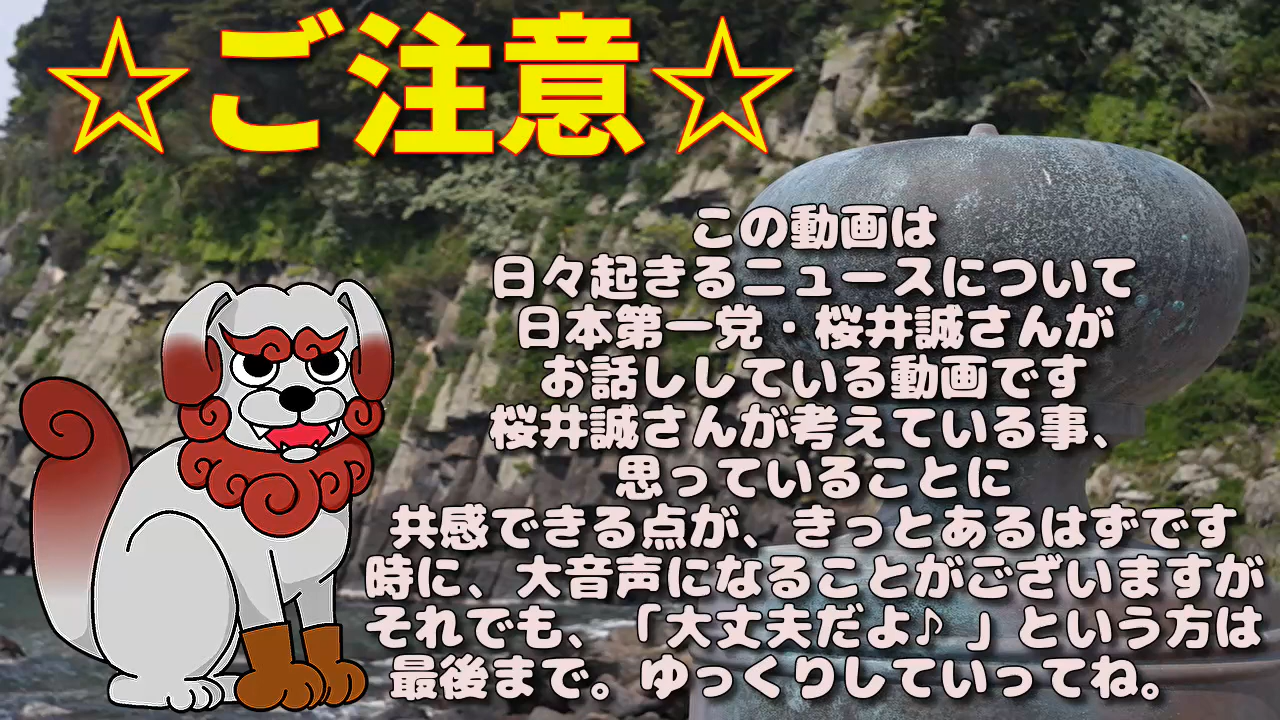 ☆ご注意☆
この動画は
日々起きるニュースについて
日本第一党・桜井誠さんが
お話ししている動画です
桜井誠さんが考えている事、
思っていることに
共感できる点が、きっとあるはずです
時に、大音声になることがございますが
それでも、「大丈夫だよ♪」という方は
最後まで。ゆっくりしていってね。